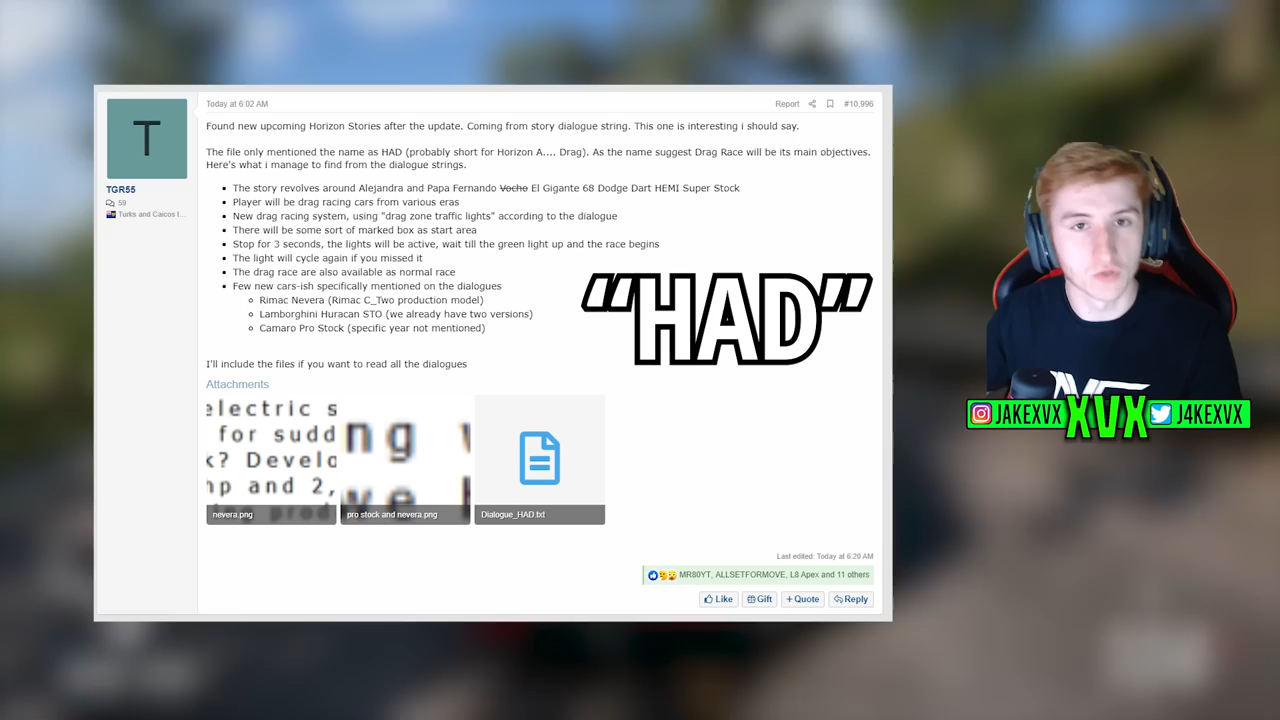 T
TGR55
59
Turks and Caicos I...
Today at 6:02 AM
Report
#10,996
Found new upcoming Horizon Stories after the update. Coming from story dialogue string. This one is interesting i should say.
The file only mentioned the name as HAD (probably short for Horizon A.... Drag). As the name suggest Drag Race will be its main objectives.
Here's what i manage to find from the dialogue strings.
• The story revolves around Alejandra and Papa Fernando Vocho El Gigante 68 Dodge Dart HEMI Super Stock
• Player will be drag racing cars from various eras
• New drag racing system, using "drag zone traffic lights" according to the dialogue
• There will be some sort of marked box as start area
• Stop for 3 seconds, the lights will be active, wait till the green light up and the race begins
• The light will cycle again if you missed it
• The drag race are also available as normal race
• Few new cars-ish specifically mentioned on the dialogues
◦ Rimac Nevera (Rimac C_Two production model)
◦ Lamborghini Huracan STO (we already have two versions)
◦ Camaro Pro Stock (specific year not mentioned)
"HAD"
I'll include the files if you want to read all the dialogues
Attachments
electric s
for sudd
k? Develo
mp and 2,
ng
ve
nevera.png
pro stock and nevera.png
Dialogue_HAD.txt
Last edited: Today at 6:20 AM
MR80YT, ALLSETFORMOVE, L8 Apex and 11 others
Like
Gift
+ Quote
Reply
JAKEXVX
XVX
J4KEXVX